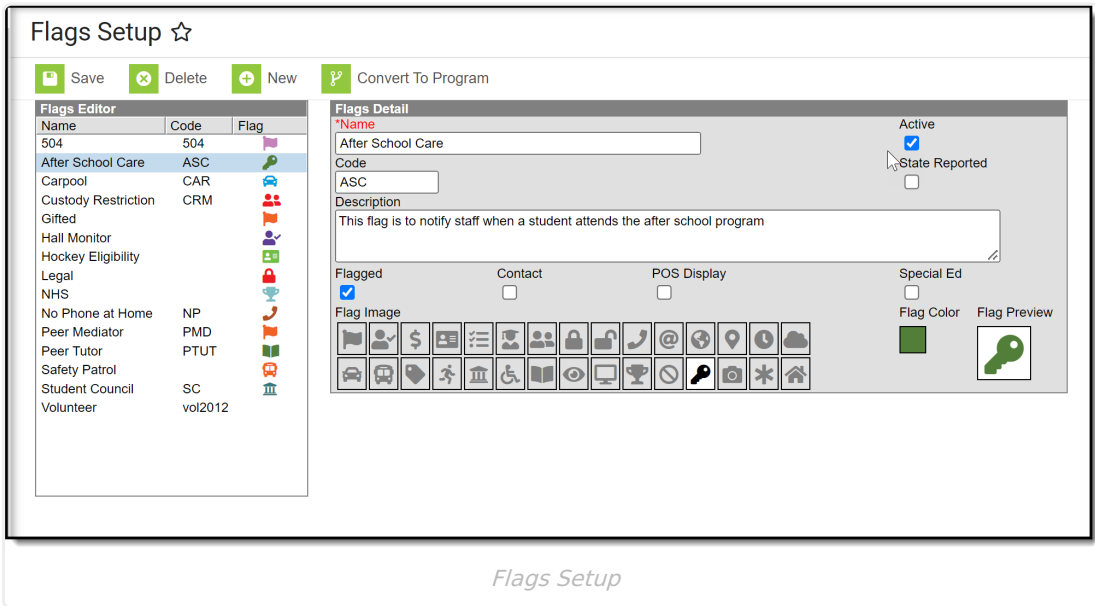 Flags Setup
Save Delete New Convert To Program
Flags Editor
Name Code Flag
504 504
After School Care ASC
Carpool CAR
Custody Restriction CRM
Gifted
Hall Monitor
Hockey Eligibility
Legal
NHS
No Phone at Home NP
Peer Mediator PMD
Peer Tutor PTUT
Safety Patrol
Student Council SC
Volunteer vol2012
Flags Detail
*Name Active
After School Care
Code State Reported
ASC
Description
This flag is to notify staff when a student attends the after school program
Flagged Contact POS Display Special Ed
Flag Image Flag Color Flag Preview
Flags Setup